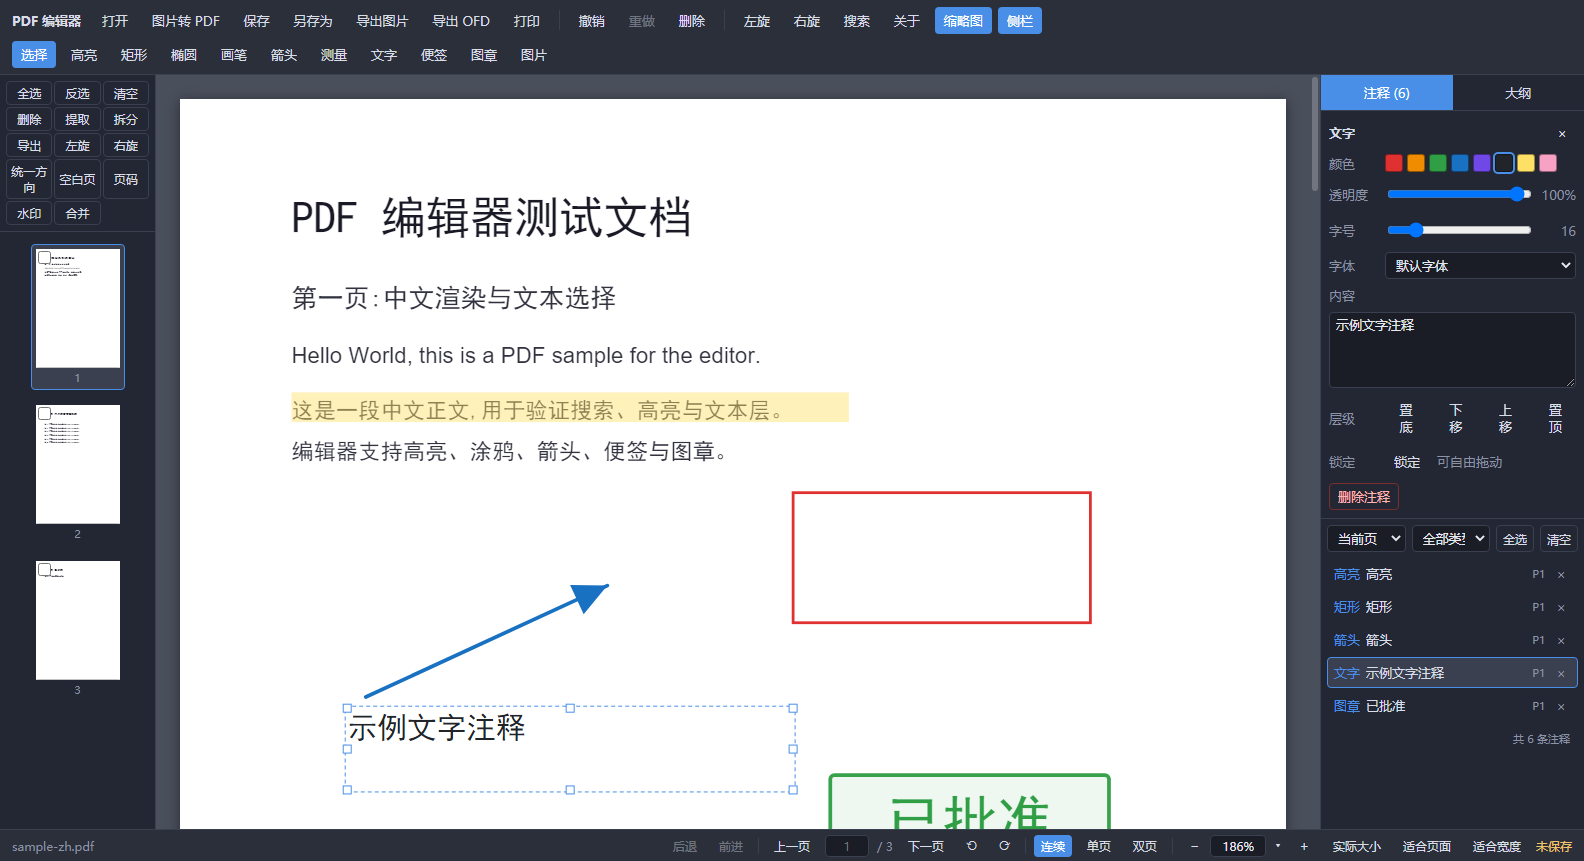 PDF 编辑器 打开 图片转 PDF 保存 另存为 导出图片 导出 OFD 打印 撤销 重做 删除 左旋 右旋 搜索 关于 缩略图 侧栏
选择 高亮 矩形 椭圆 画笔 箭头 测量 文字 便签 图章 图片
全选 反选 清空
删除 提取 拆分
导出 左旋 右旋
统一方向 空白页 页码
水印 合并
1
2
3
PDF 编辑器测试文档
第一页:中文渲染与文本选择
Hello World, this is a PDF sample for the editor.
这是一段中文正文,用于验证搜索、高亮与文本层。
编辑器支持高亮、涂鸦、箭头、便签与图章。
示例文字注释
已批准
注释 (6) 大纲
文字 ×
颜色
透明度 100%
字号 16
字体 默认字体
内容
示例文字注释
层级 置底 下移 上移 置顶
锁定 锁定 可自由拖动
删除注释
当前页 全部类型 全选 清空
高亮 高亮 P1 ×
矩形 矩形 P1 ×
箭头 箭头 P1 ×
文字 示例文字注释 P1 ×
图章 已批准 P1 ×
共 6 条注释
sample-zh.pdf 后退 前进 上一页 1 / 3 下一页 连续 单页 双页 − 186% + 实际大小 适合页面 适合宽度 未保存